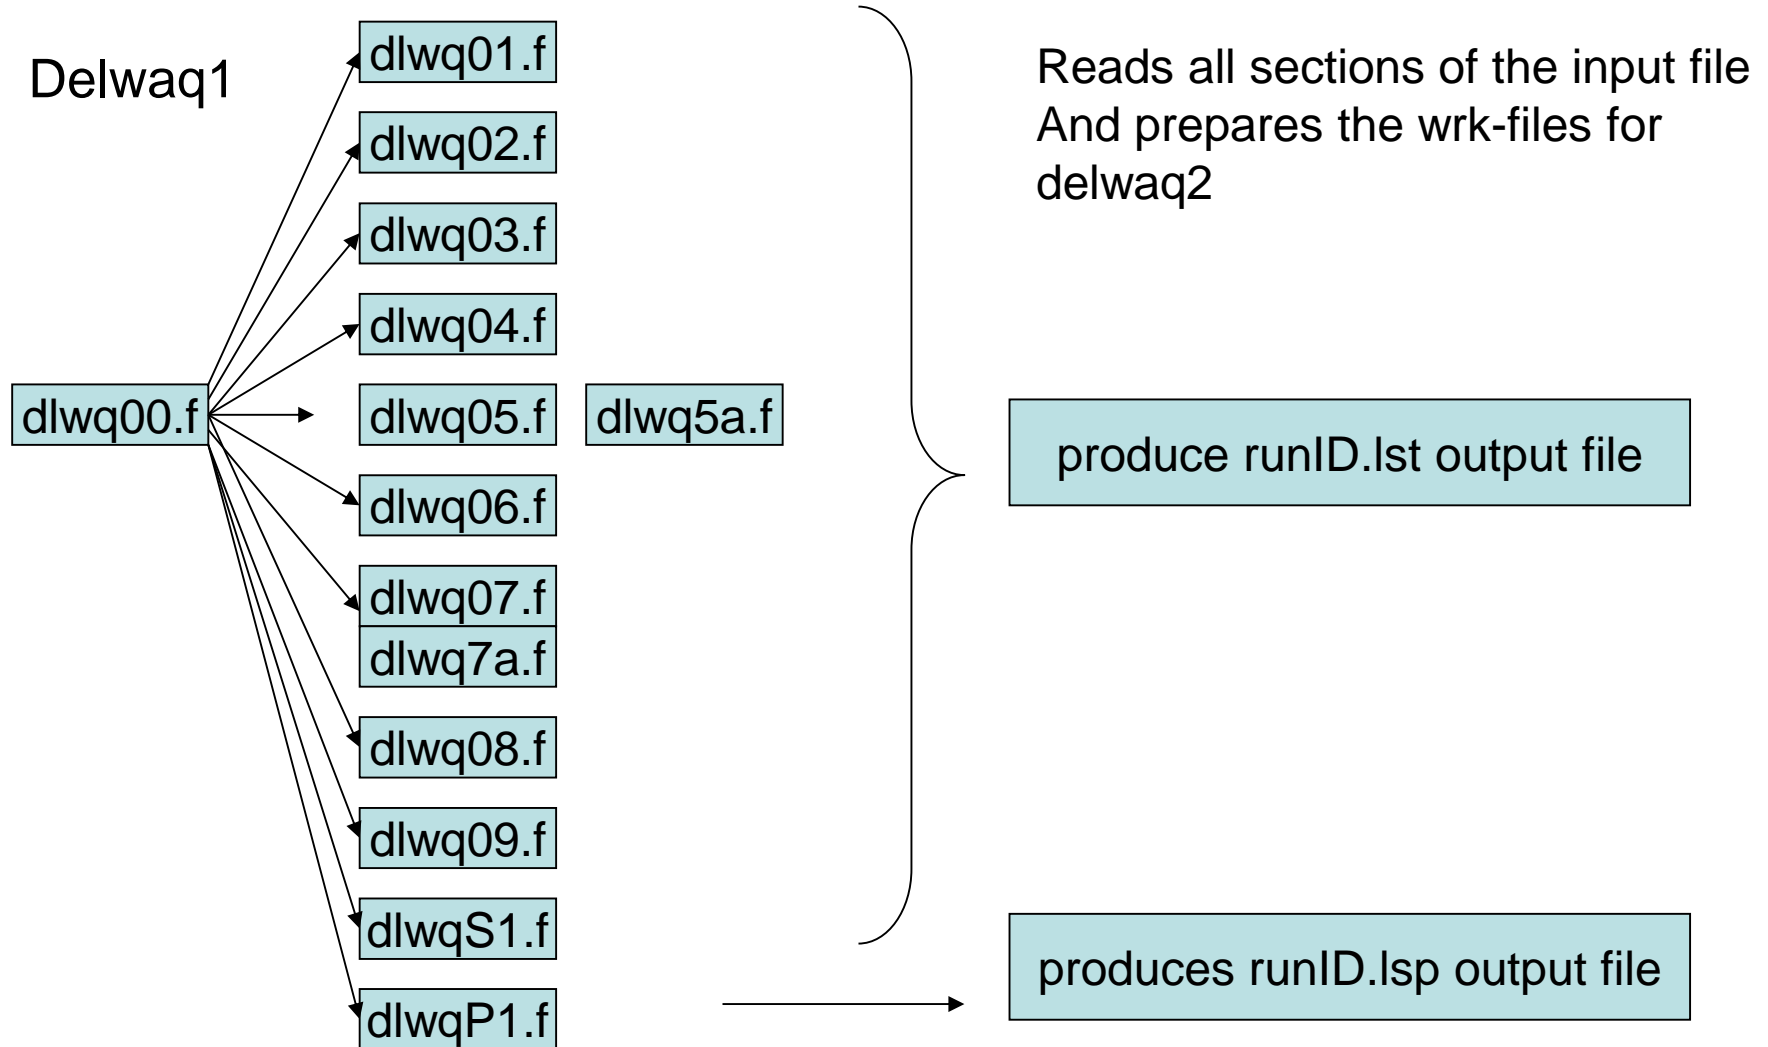 Delwaq1
dlwq00.f
dlwq01.f
dlwq02.f
dlwq03.f
dlwq04.f
dlwq05.f
dlwq5a.f
dlwq06.f
dlwq07.f
dlwq7a.f
dlwq08.f
dlwq09.f
dlwqS1.f
dlwqP1.f
Reads all sections of the input file
And prepares the wrk-files for
delwaq2
produce runID.lst output file
produces runID.lsp output file